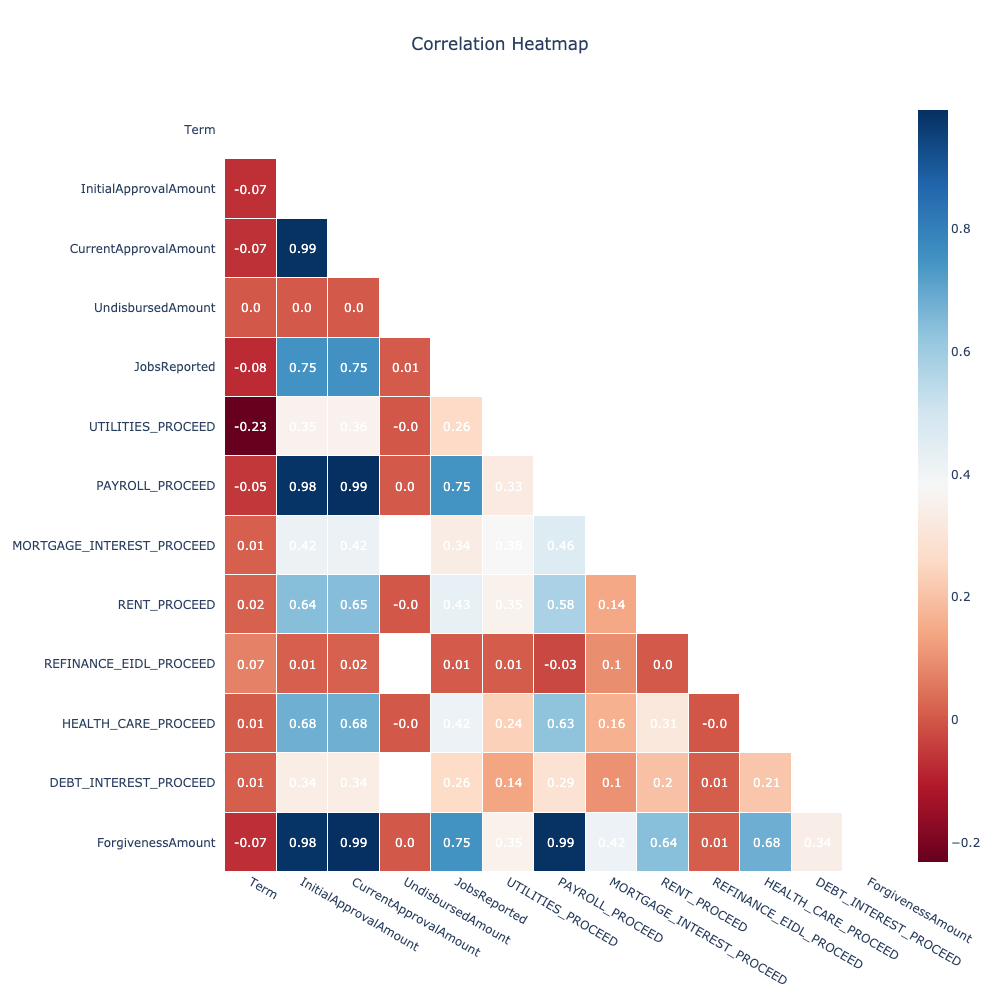 Correlation Heatmap
Term
InitialApprovalAmount -0.07
CurrentApprovalAmount -0.07 0.99
UndisbursedAmount 0.0 0.0 0.0
JobsReported -0.08 0.75 0.75 0.01
UTILITIES_PROCEED -0.23 0.35 0.36 -0.0 0.26
PAYROLL_PROCEED -0.05 0.98 0.99 0.0 0.75 0.33
MORTGAGE_INTEREST_PROCEED 0.01 0.42 0.42 0.34 0.38 0.46
RENT_PROCEED 0.02 0.64 0.65 -0.0 0.43 0.35 0.58 0.14
REFINANCE_EIDL_PROCEED 0.07 0.01 0.02 0.01 0.01 -0.03 0.1 0.0
HEALTH_CARE_PROCEED 0.01 0.68 0.68 -0.0 0.42 0.24 0.63 0.16 0.31 -0.0
DEBT_INTEREST_PROCEED 0.01 0.34 0.34 0.26 0.14 0.29 0.1 0.2 0.01 0.21
ForgivenessAmount -0.07 0.98 0.99 0.0 0.75 0.35 0.99 0.42 0.64 0.01 0.68 0.34
Term
InitialApprovalAmount
CurrentApprovalAmount
UndisbursedAmount
JobsReported
UTILITIES_PROCEED
PAYROLL_PROCEED
MORTGAGE_INTEREST_PROCEED
RENT_PROCEED
REFINANCE_EIDL_PROCEED
HEALTH_CARE_PROCEED
DEBT_INTEREST_PROCEED
ForgivenessAmount
0.8
0.6
0.4
0.2
0
−0.2